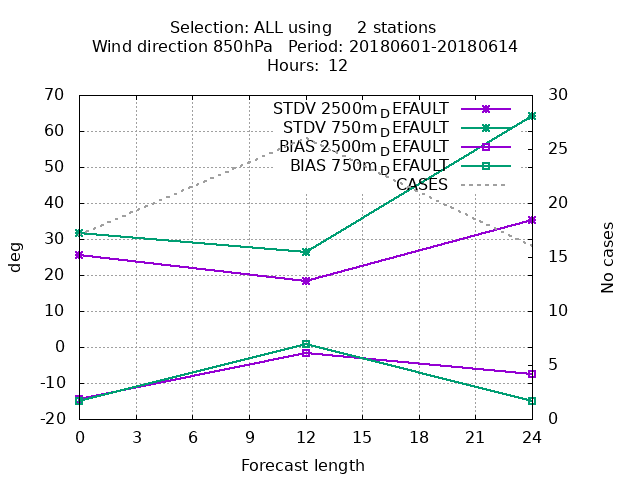 Selection: ALL using     2 stations
Wind direction 850hPa   Period: 20180601-20180614
Hours: 12
STDV 2500m_DEFAULT
STDV 750m_DEFAULT
BIAS 2500m_DEFAULT
BIAS 750m_DEFAULT
CASES
70
60
50
40
30
20
10
0
-10
-20
deg
30
25
20
15
10
5
0
No cases
0 3 6 9 12 15 18 21 24
Forecast length